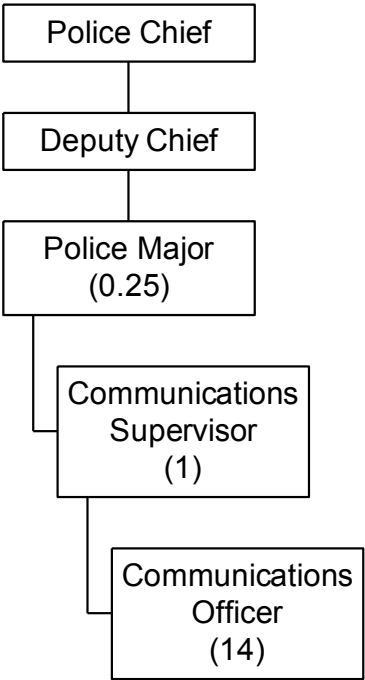 Police Chief
Deputy Chief
Police Major
(0.25)
Communications
Supervisor
(1)
Communications
Officer
(14)